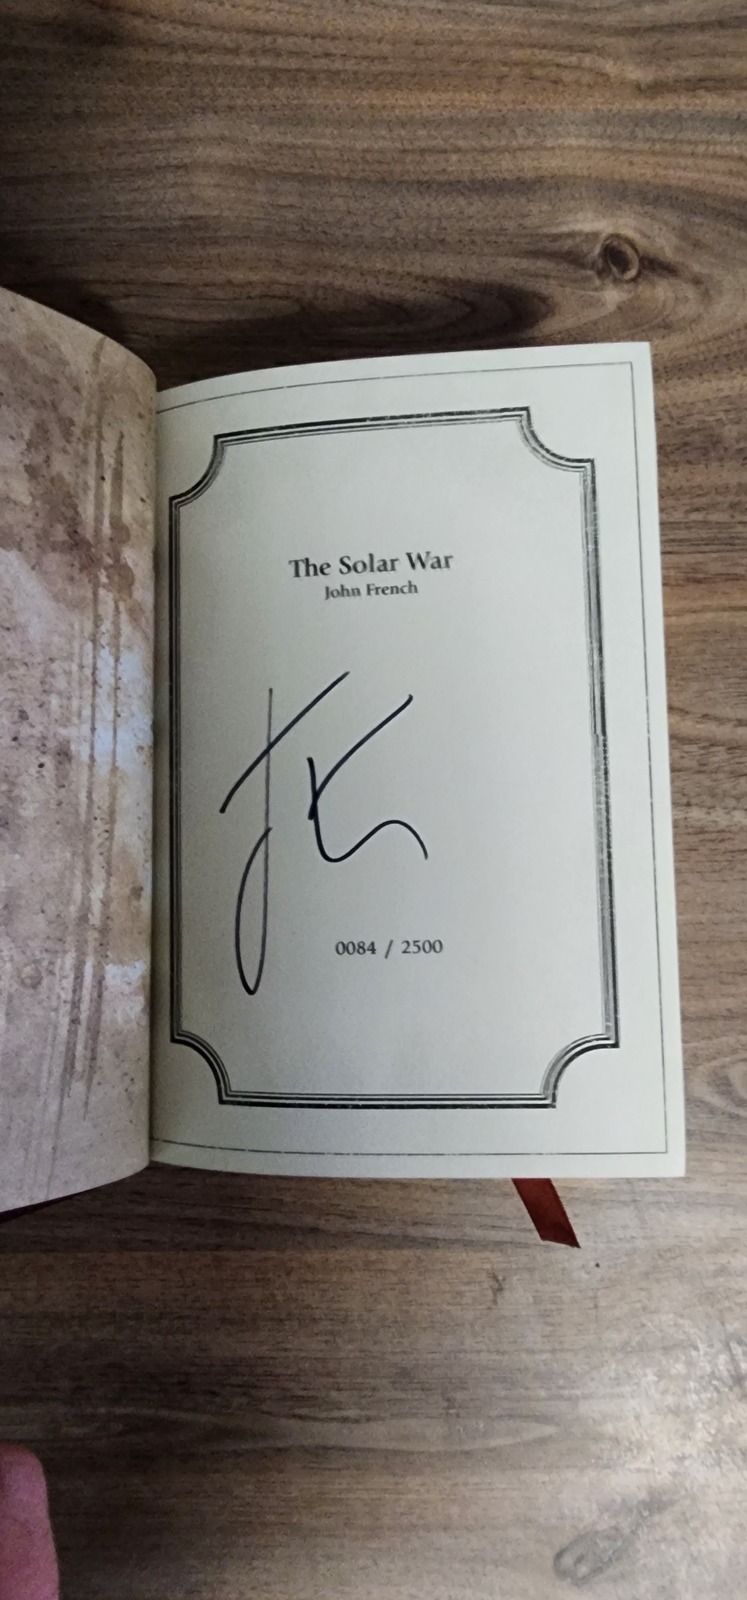 The Solar War
John French
0084 / 2500